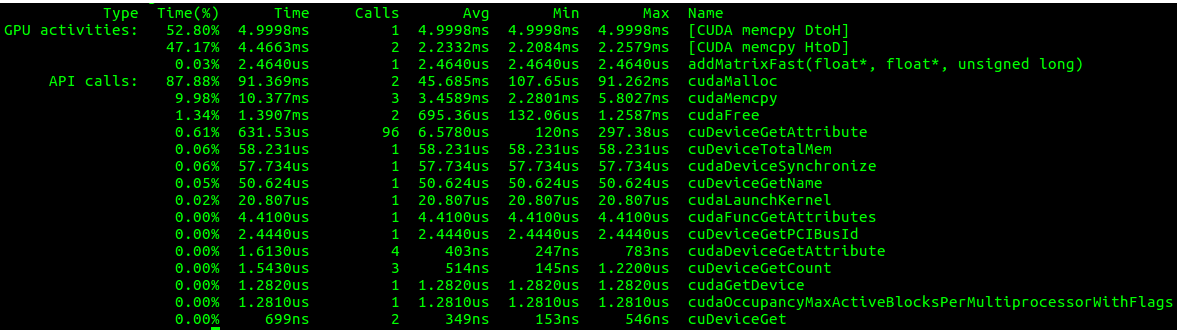 Type Time(%) Time Calls Avg Min Max Name
GPU activities: 52.80% 4.9998ms 1 4.9998ms 4.9998ms 4.9998ms [CUDA memcpy DtoH]
47.17% 4.4663ms 2 2.2332ms 2.2084ms 2.2579ms [CUDA memcpy HtoD]
0.03% 2.4640us 1 2.4640us 2.4640us 2.4640us addMatrixFast(float*, float*, unsigned long)
API calls: 87.88% 91.369ms 2 45.685ms 107.65us 91.262ms cudaMalloc
9.98% 10.377ms 3 3.4589ms 2.2801ms 5.8027ms cudaMemcpy
1.34% 1.3907ms 2 695.36us 132.06us 1.2587ms cudaFree
0.61% 631.53us 96 6.5780us 120ns 297.38us cuDeviceGetAttribute
0.06% 58.231us 1 58.231us 58.231us 58.231us cuDeviceTotalMem
0.06% 57.734us 1 57.734us 57.734us 57.734us cudaDeviceSynchronize
0.05% 50.624us 1 50.624us 50.624us 50.624us cuDeviceGetName
0.02% 20.807us 1 20.807us 20.807us 20.807us cudaLaunchKernel
0.00% 4.4100us 1 4.4100us 4.4100us 4.4100us cudaFuncGetAttributes
0.00% 2.4440us 1 2.4440us 2.4440us 2.4440us cuDeviceGetPCIBusId
0.00% 1.6130us 4 403ns 247ns 783ns cudaDeviceGetAttribute
0.00% 1.5430us 3 514ns 145ns 1.2200us cuDeviceGetCount
0.00% 1.2820us 1 1.2820us 1.2820us 1.2820us cudaGetDevice
0.00% 1.2810us 1 1.2810us 1.2810us 1.2810us cudaOccupancyMaxActiveBlocksPerMultiprocessorWithFlags
0.00% 699ns 2 349ns 153ns 546ns cuDeviceGet